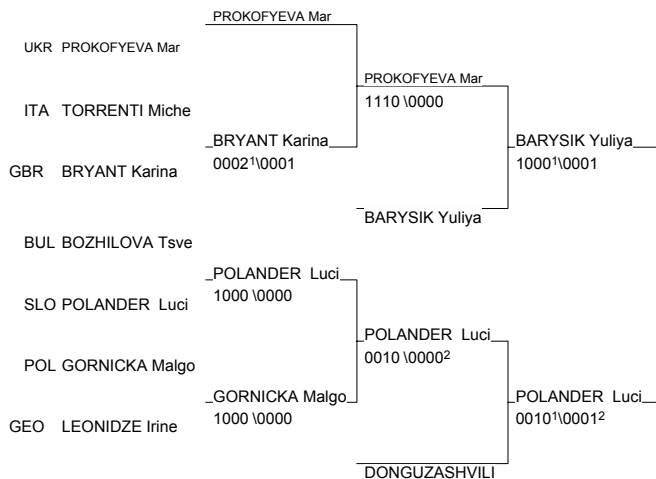 PROKOFYEVA Mar
UKR PROKOFYEVA Mar
PROKOFYEVA Mar
1110 \0000
ITA TORRENTI Miche
BRYANT Karina
0002¹\0001
BARYSIK Yuliya
1000¹\0001
GBR BRYANT Karina
BARYSIK Yuliya
BUL BOZHILOVA Tsve
POLANDER Luci
1000 \0000
SLO POLANDER Luci
POLANDER Luci
0010 \0000²
POL GORNICKA Malgo
GORNICKA Malgo
1000 \0000
POLANDER Luci
0010¹\0001²
GEO LEONIDZE Irine
DONGUZASHVILI